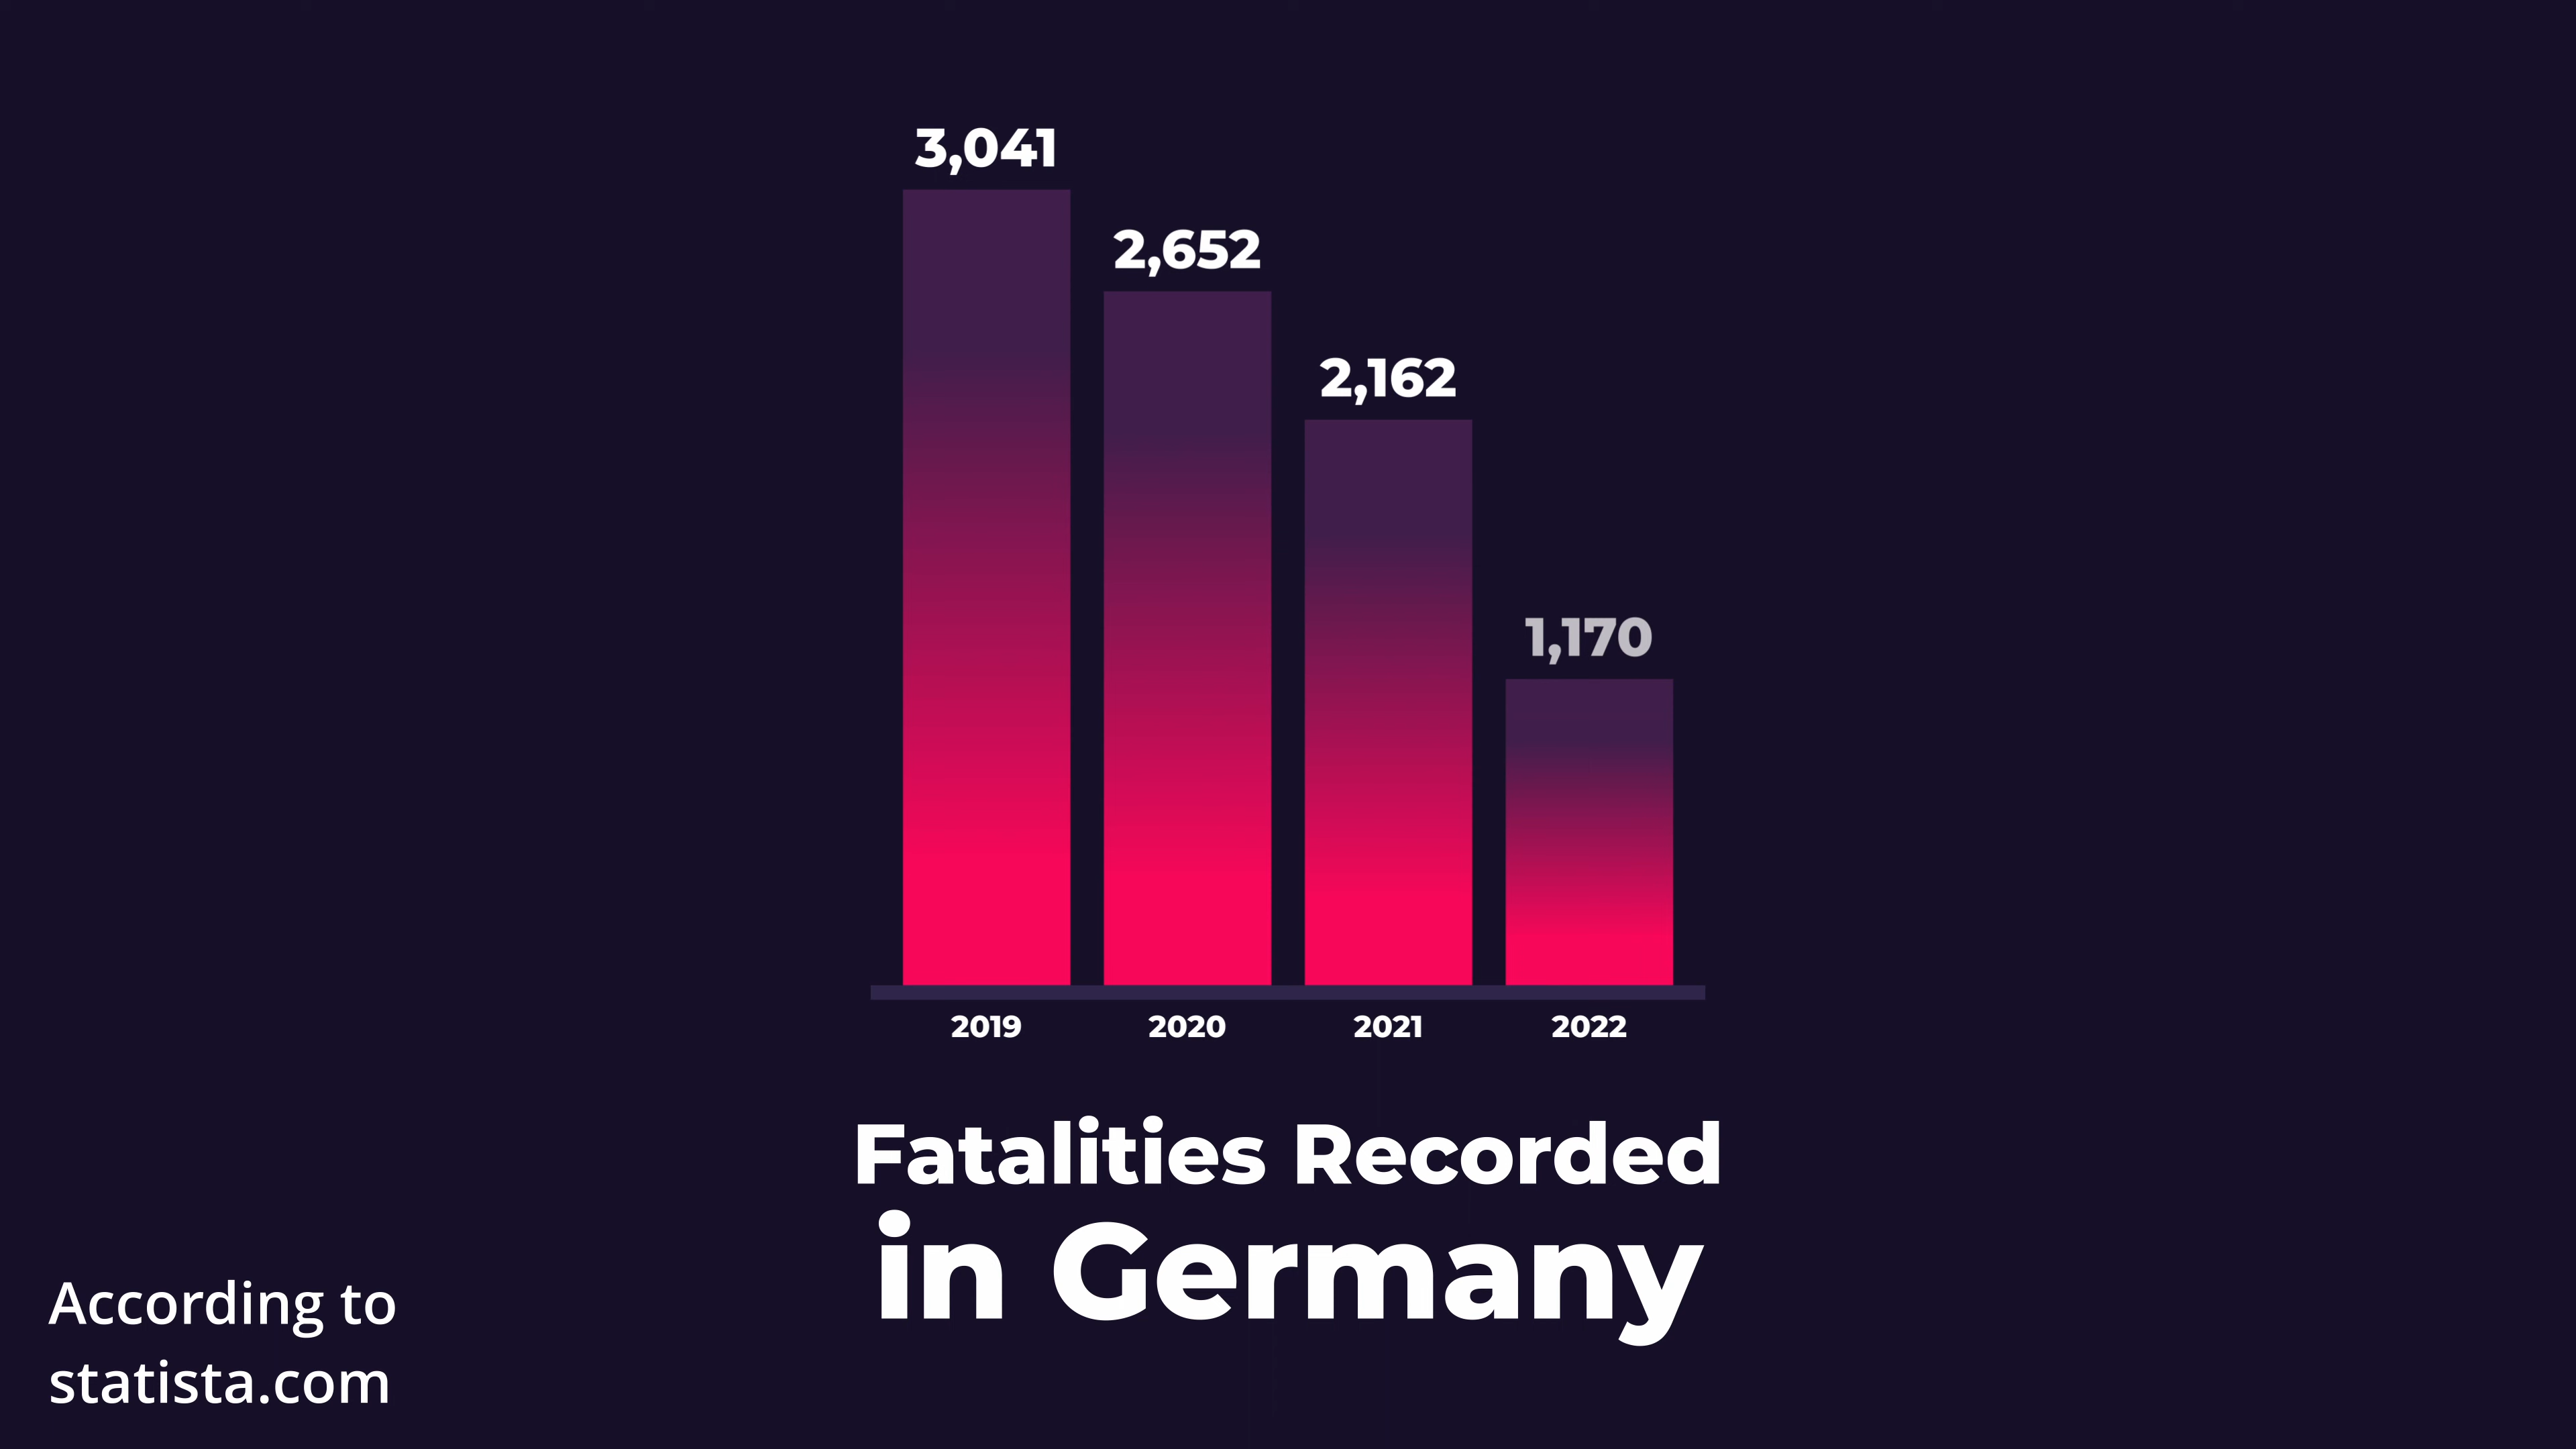 3,041
2,652
2,162
1,170
2019 2020 2021 2022
Fatalities Recorded
in Germany
According to
statista.com